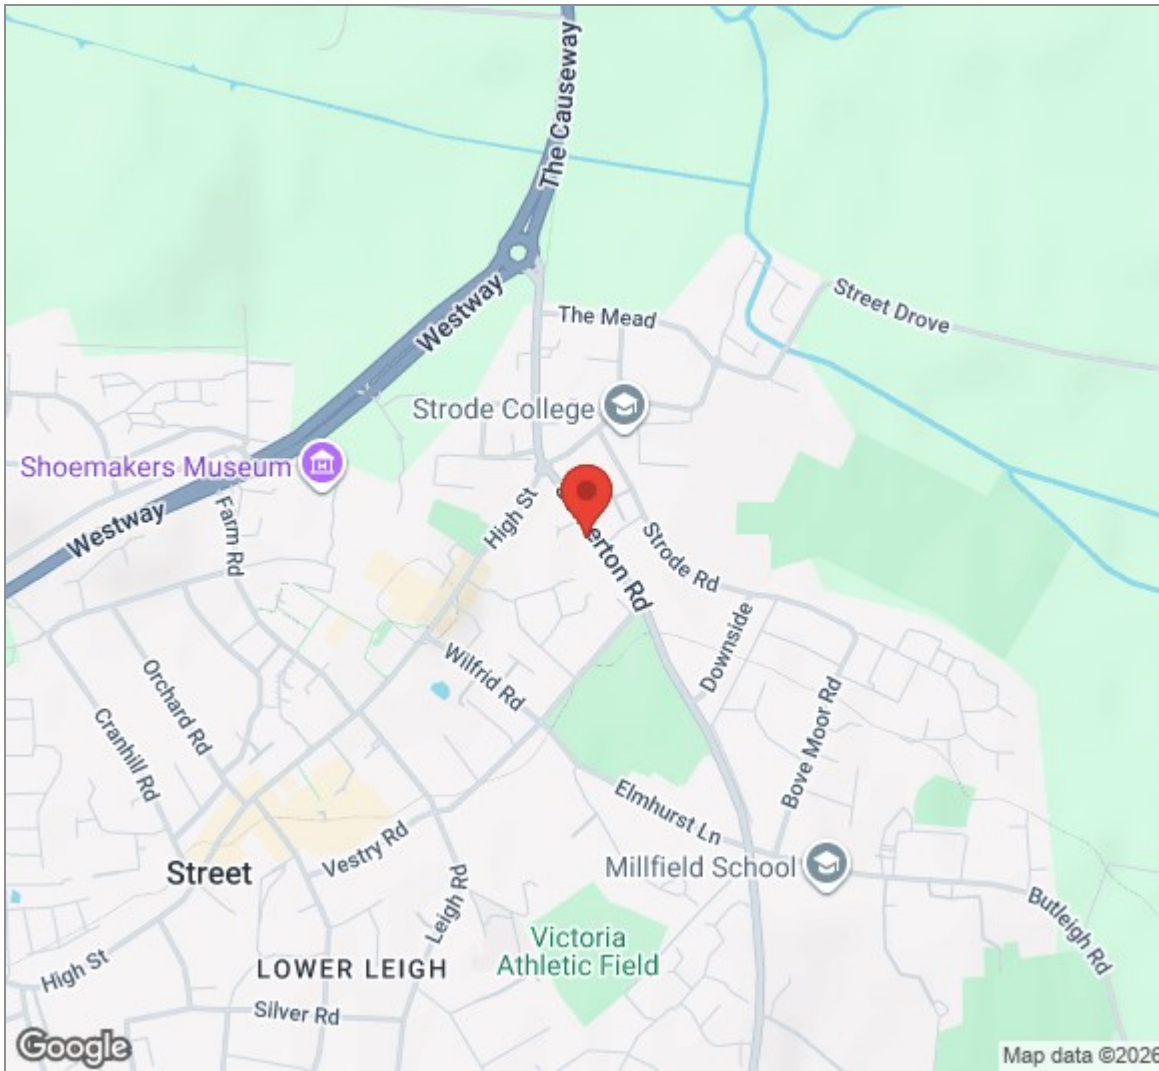 The Causeway
Westway
The Mead
Street Drove
Strode College
Shoemakers Museum
Westway
Farm Rd
High St
erton Rd
Strode Rd
Downside
Wilfrid Rd
Orchard Rd
Cranhill Rd
Bove Moor Rd
Elmhurst Ln
Vestry Rd
Millfield School
Street
Leigh Rd
Butleigh Rd
Victoria
Athletic Field
High St
LOWER LEIGH
Silver Rd
Google
Map data ©2026